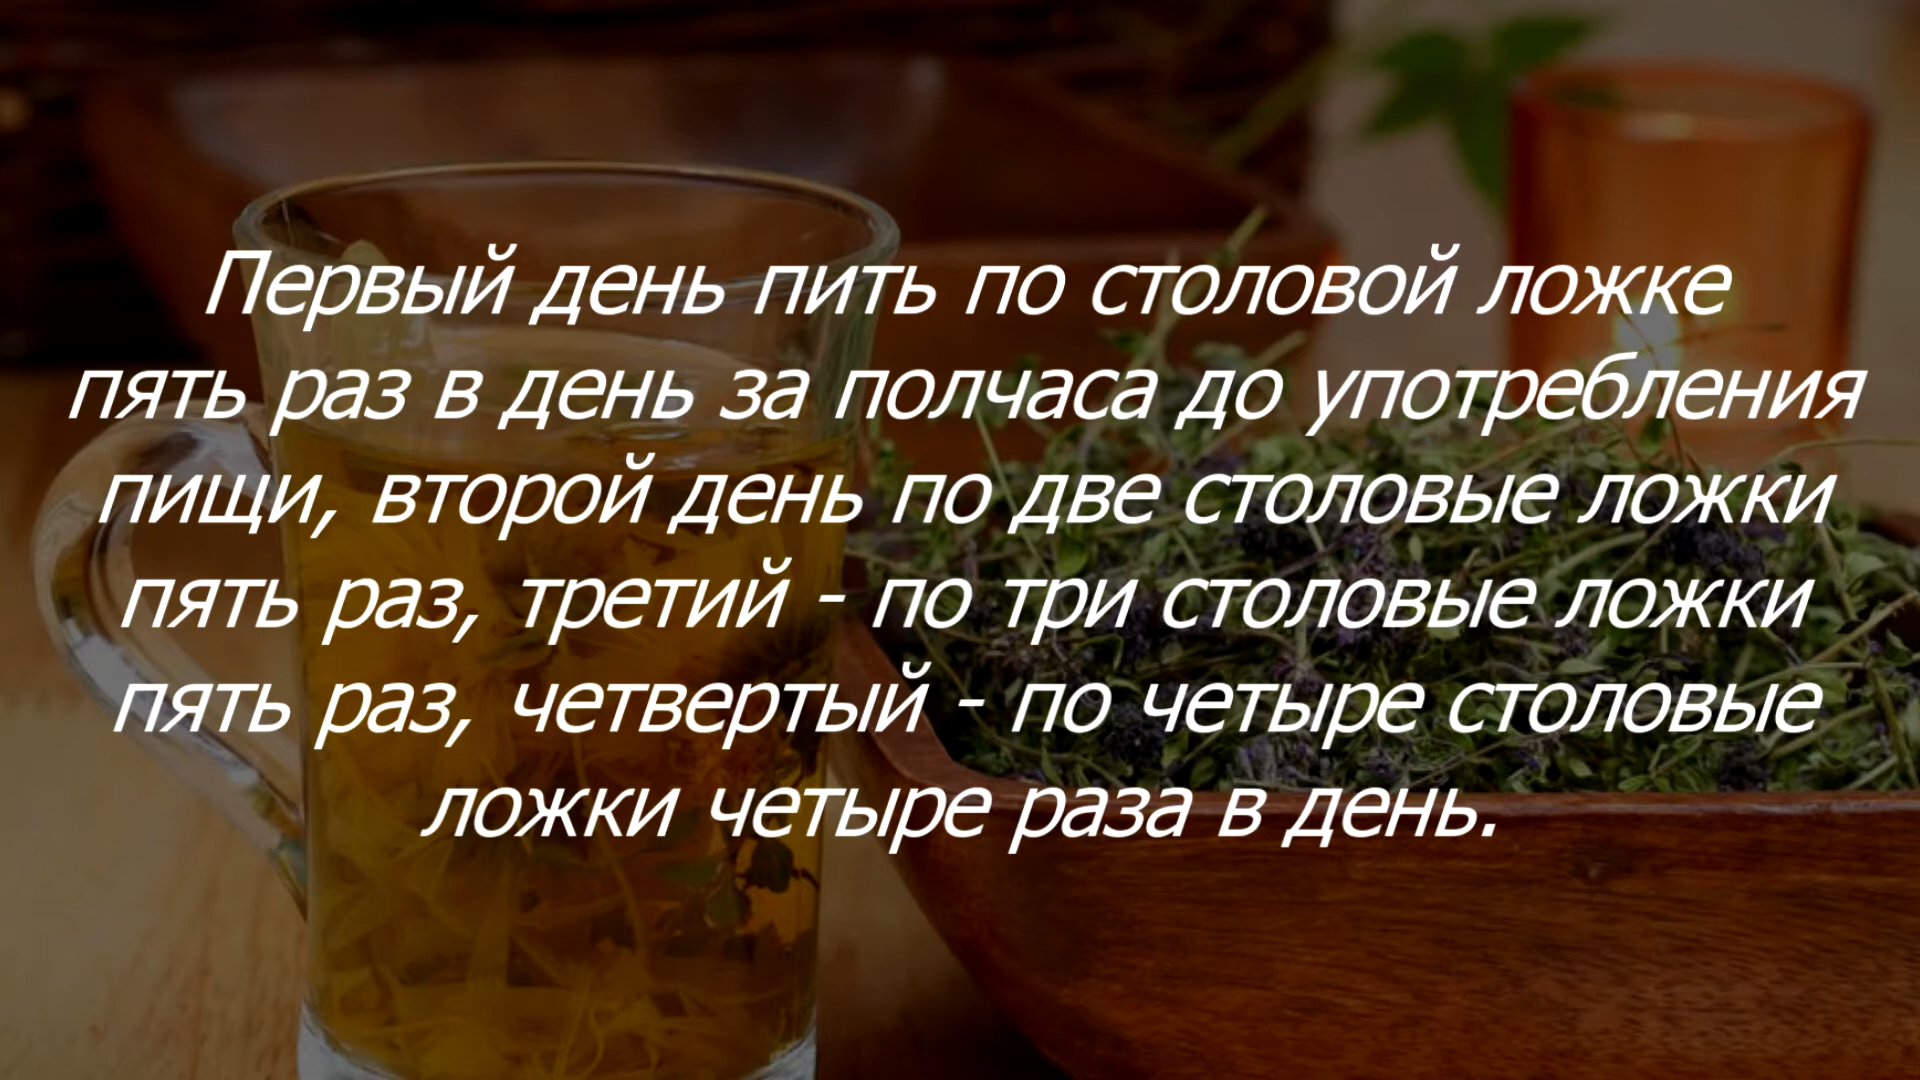 Первый день пить по столовой ложке
пять раз в день за полчаса до употребления
пищи, второй день по две столовые ложки
пять раз, третий - по три столовые ложки
пять раз, четвертый - по четыре столовые
ложки четыре раза в день.